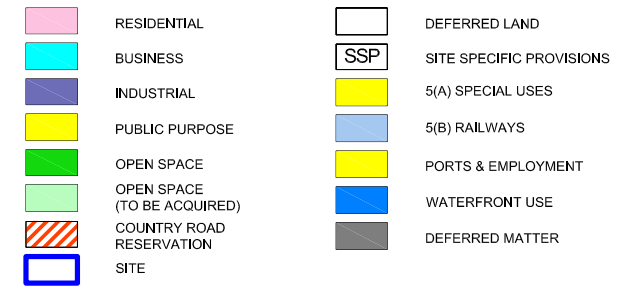 RESIDENTIAL
BUSINESS
INDUSTRIAL
PUBLIC PURPOSE
OPEN SPACE
OPEN SPACE
(TO BE ACQUIRED)
COUNTRY ROAD
RESERVATION
SITE
DEFERRED LAND
SSP SITE SPECIFIC PROVISIONS
5(A) SPECIAL USES
5(B) RAILWAYS
PORTS & EMPLOYMENT
WATERFRONT USE
DEFERRED MATTER